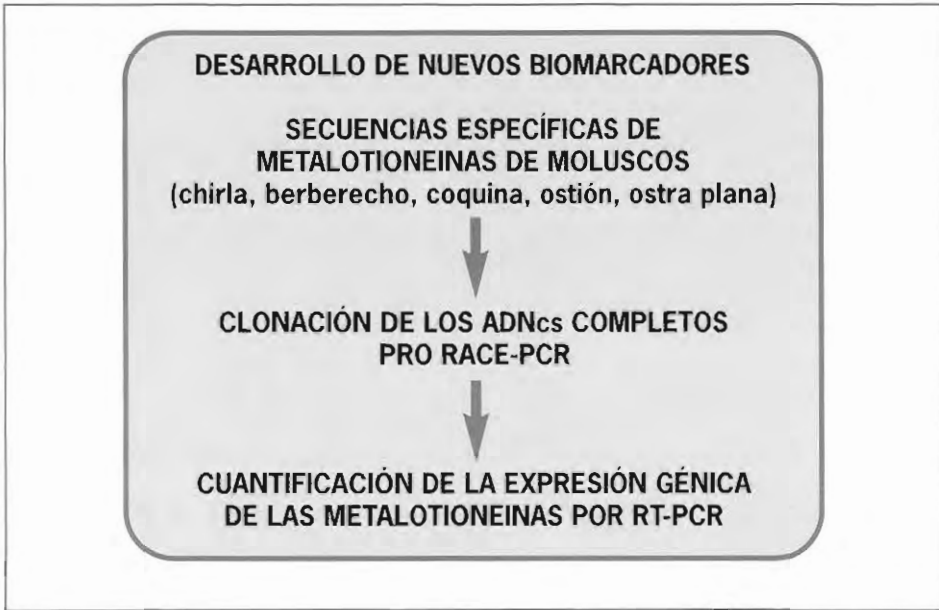 DESARROLLO DE NUEVOS BIOMARCADORES
SECUENCIAS ESPECÍFICAS DE
METALOTIONEINAS DE MOLUSCOS
(chirla, berberecho, coquina, ostión, ostra plana)
CLONACIÓN DE LOS ADNcs COMPLETOS
PRO RACE-PCR
CUANTIFICACIÓN DE LA EXPRESIÓN GÉNICA
DE LAS METALOTIONEINAS POR RT-PCR